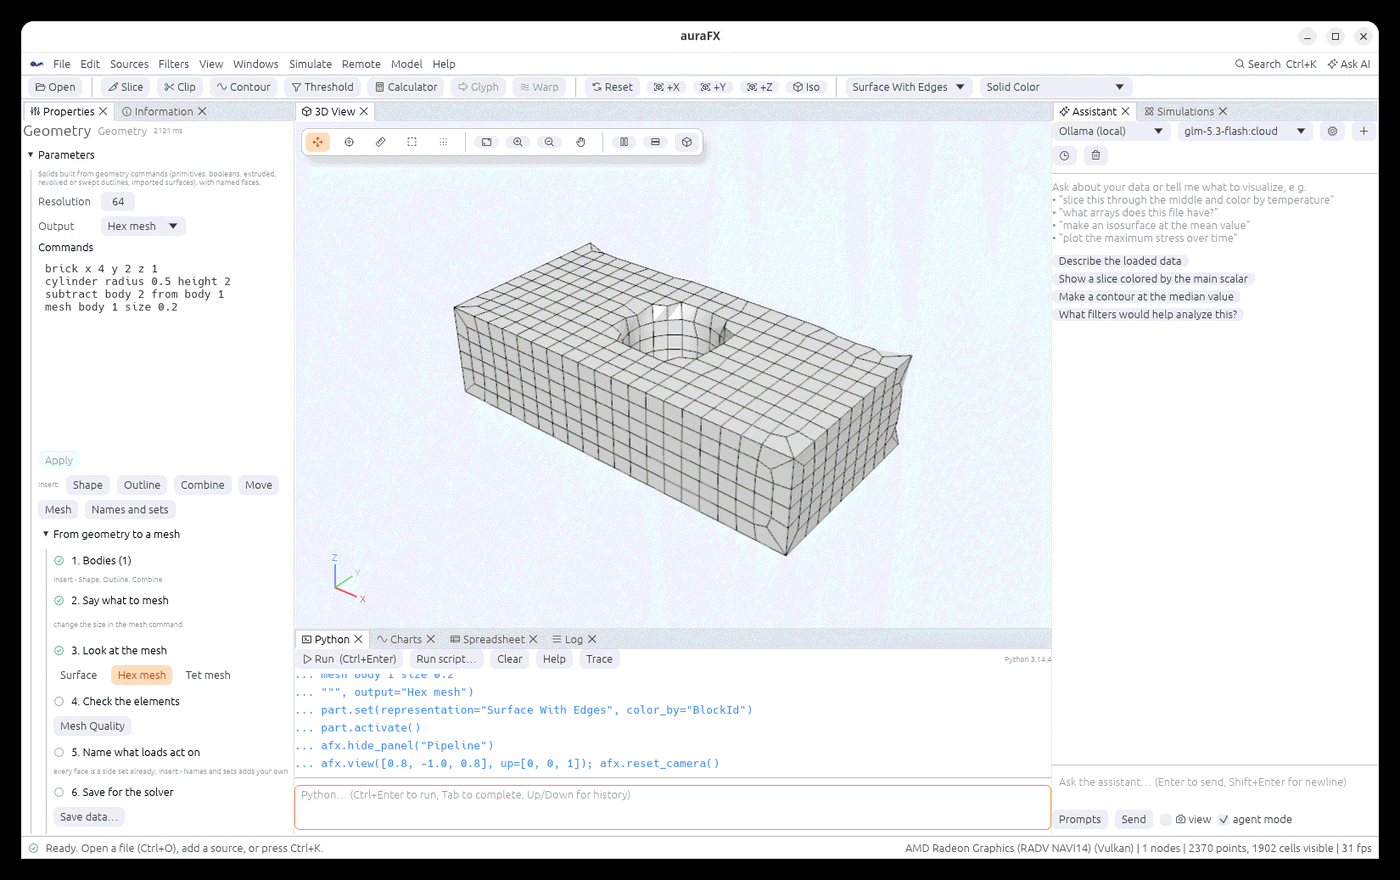 auraFX
File Edit Sources Filters View Windows Simulate Remote Model Help
Search Ctrl+K Ask AI
Open Slice Clip Contour Threshold Calculator Glyph Warp Reset +X +Y +Z Iso Surface With Edges Solid Color
Properties Information
Geometry Geometry 2121 ms
Parameters
Solids built from geometry commands (primitives, booleans, extruded,
revolved or swept outlines, imported surfaces), with named faces.
Resolution 64
Output Hex mesh
Commands
brick x 4 y 2 z 1
cylinder radius 0.5 height 2
subtract body 2 from body 1
mesh body 1 size 0.2
Apply
Insert: Shape Outline Combine Move
Mesh Names and sets
From geometry to a mesh
1. Bodies (1)
Insert - Shape, Outline, Combine
2. Say what to mesh
change the size in the mesh command
3. Look at the mesh
Surface Hex mesh Tet mesh
4. Check the elements
Mesh Quality
5. Name what loads act on
every face is a side set already; Insert - Names and sets adds your own
6. Save for the solver
Save data...
3D View
Z
Y
X
Python Charts Spreadsheet Log
Run (Ctrl+Enter) Run script... Clear Help Trace Python 3.14.4
... mesh body 1 size 0.2
... """, output="Hex mesh")
... part.set(representation="Surface With Edges", color_by="BlockId")
... part.activate()
... afx.hide_panel("Pipeline")
... afx.view([0.8, -1.0, 0.8], up=[0, 0, 1]); afx.reset_camera()
Python... (Ctrl+Enter to run, Tab to complete, Up/Down for history)
Assistant Simulations
Ollama (local) glm-5.3-flash:cloud
Ask about your data or tell me what to visualize, e.g.
• "slice this through the middle and color by temperature"
• "what arrays does this file have?"
• "make an isosurface at the mean value"
• "plot the maximum stress over time"
Describe the loaded data
Show a slice colored by the main scalar
Make a contour at the median value
What filters would help analyze this?
Ask the assistant... (Enter to send, Shift+Enter for newline)
Prompts Send view agent mode
Ready. Open a file (Ctrl+O), add a source, or press Ctrl+K.
AMD Radeon Graphics (RADV NAVI14) (Vulkan) | 1 nodes | 2370 points, 1902 cells visible | 31 fps